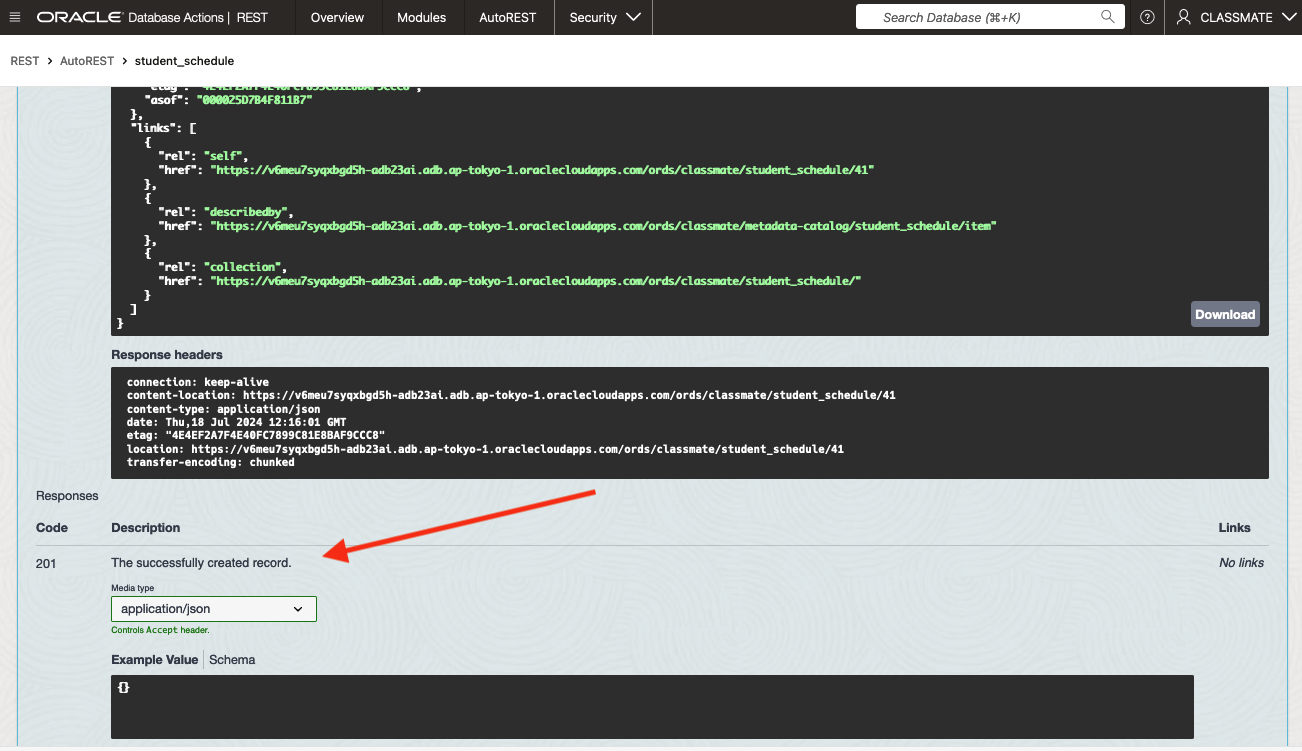 ORACLE Database Actions | REST Overview Modules AutoREST Security Search Database (⌘+K) CLASSMATE
REST > AutoREST > student_schedule
"asof": "000025D7B4F811B7"
},
"links": [
{
"rel": "self",
"href": "https://v6meu7syqxbgd5h-adb23ai.adb.ap-tokyo-1.oraclecloudapps.com/ords/classmate/student_schedule/41"
},
{
"rel": "describedby",
"href": "https://v6meu7syqxbgd5h-adb23ai.adb.ap-tokyo-1.oraclecloudapps.com/ords/classmate/metadata-catalog/student_schedule/item"
},
{
"rel": "collection",
"href": "https://v6meu7syqxbgd5h-adb23ai.adb.ap-tokyo-1.oraclecloudapps.com/ords/classmate/student_schedule/"
}
]
}
Download
Response headers
connection: keep-alive
content-location: https://v6meu7syqxbgd5h-adb23ai.adb.ap-tokyo-1.oraclecloudapps.com/ords/classmate/student_schedule/41
content-type: application/json
date: Thu,18 Jul 2024 12:16:01 GMT
etag: "4E4EF2A7F4E40FC7899C81E8BAF9CCC8"
location: https://v6meu7syqxbgd5h-adb23ai.adb.ap-tokyo-1.oraclecloudapps.com/ords/classmate/student_schedule/41
transfer-encoding: chunked
Responses
Code Description Links
201 The successfully created record. No links
Media type
application/json
Controls Accept header.
Example Value | Schema
{}